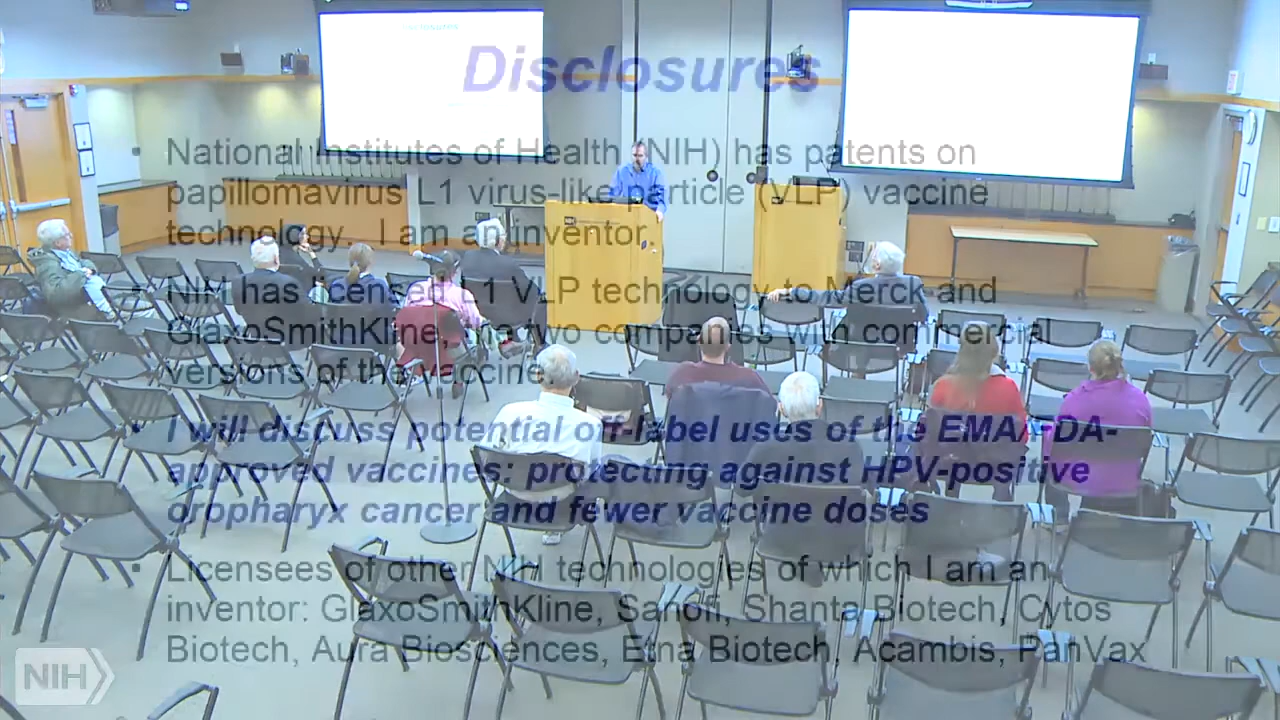 Disclosures
National Institutes of Health (NIH) has patents on
papillomavirus L1 virus-like particle (VLP) vaccine
technology. I am an inventor.
NIH has licensed L1 VLP technology to Merck and
GlaxoSmithKline, the two companies with commercial
versions of the vaccine
I will discuss potential off-label uses of the EMA/FDA-
approved vaccines: protecting against HPV-positive
oropharyx cancer and fewer vaccine doses
• Licensees of other NIH technologies of which I am an
inventor: GlaxoSmithKline, Sanofi, Shanta Biotech, Cytos
Biotech, Aura Biosciences, Etna Biotech, Acambis, PanVax
NIH